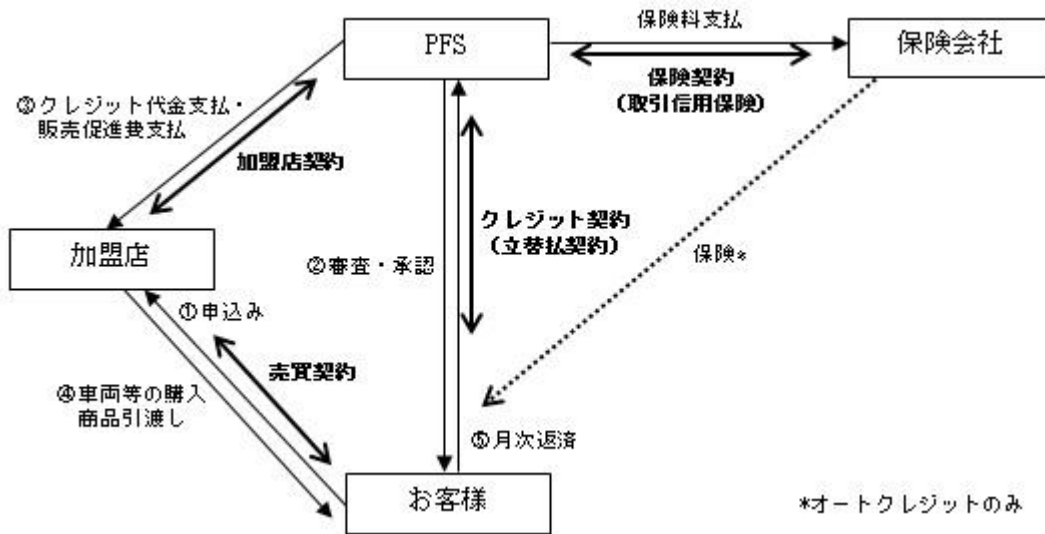 PFS
保険料支払
保険会社
保険契約
(取引信用保険)
③クレジット代金支払・
販売促進費支払
加盟店契約
クレジット契約
(立替払契約)
加盟店
②審査・承認
保険*
①申込み
売買契約
④車両等の購入
商品引渡し
⑤月次返済
お客様
*オートクレジットのみ